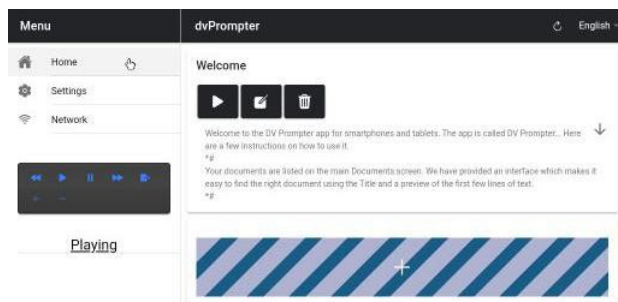 Menu
dvPrompter
English
Home
Settings
Network
Playing
Welcome
Welcome to the DV Prompter app for smartphones and tablets. The app is called DV Prompter... Here
are a few instructions on how to use it.
*#
Your documents are listed on the main Documents screen. We have provided an interface which makes it
easy to find the right document using the Title and a preview of the first few lines of text.
*#